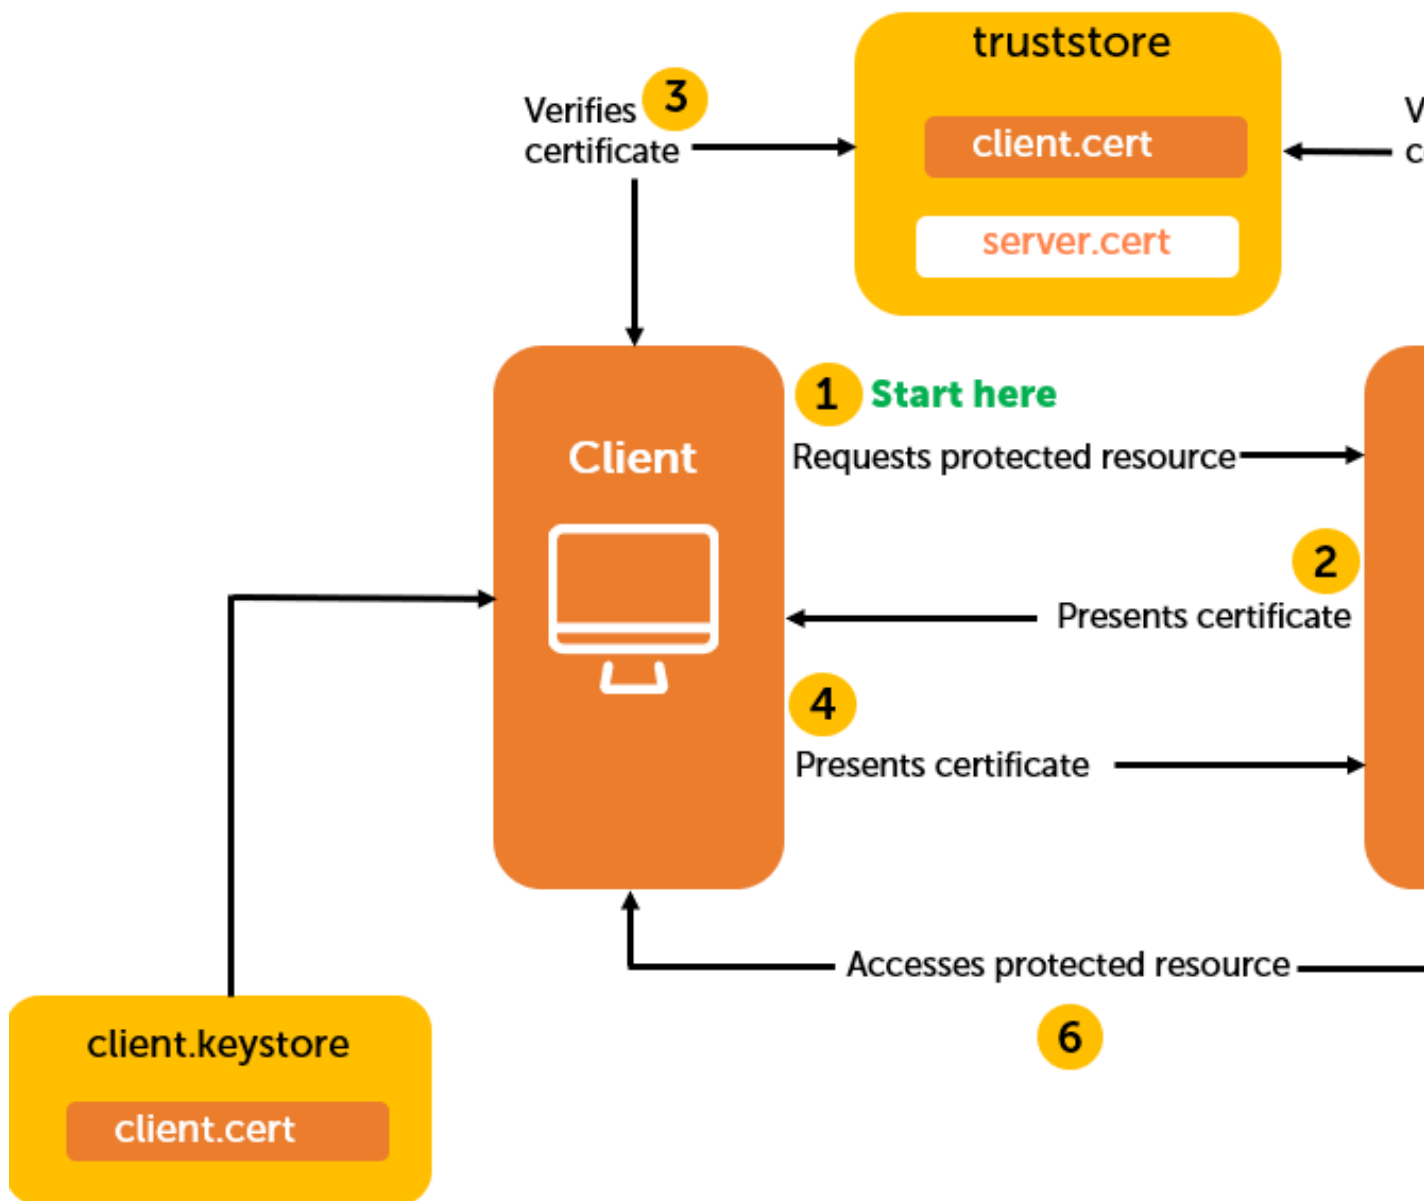 truststore
3
Verifies
certificate
client.cert
server.cert
1 Start here
Client
Requests protected resource
2
Presents certificate
4
Presents certificate
Accesses protected resource
6
client.keystore
client.cert